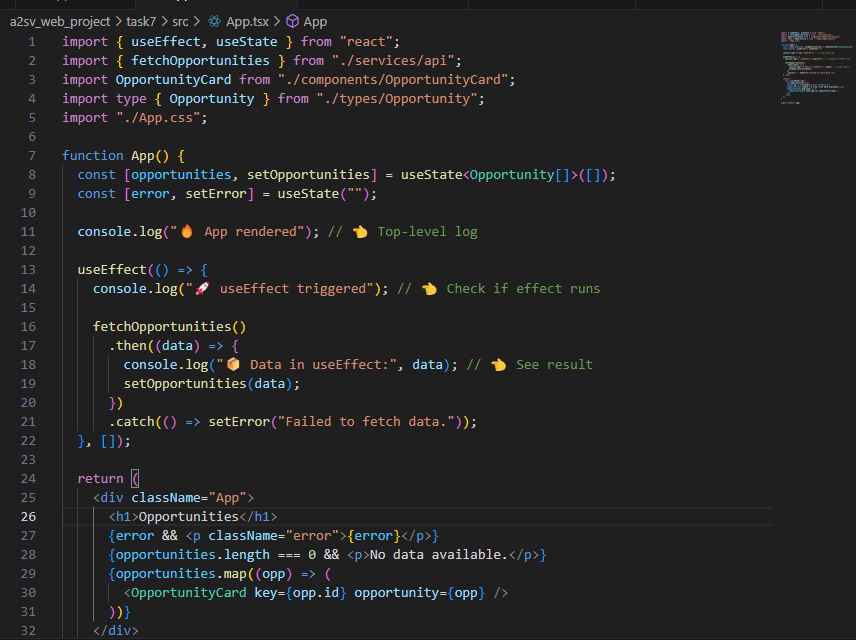 a2sv_web_project > task7 > src > App.tsx > App
1 import { useEffect, useState } from "react";
2 import { fetchOpportunities } from "./services/api";
3 import OpportunityCard from "./components/OpportunityCard";
4 import type { Opportunity } from "./types/Opportunity";
5 import "./App.css";
6
7 function App() {
8   const [opportunities, setOpportunities] = useState<Opportunity[]>([]);
9   const [error, setError] = useState("");
10
11   console.log("🔥 App rendered"); // 👈 Top-level log
12
13   useEffect(() => {
14     console.log("🚀 useEffect triggered"); // 👈 Check if effect runs
15
16     fetchOpportunities()
17       .then((data) => {
18         console.log("📦 Data in useEffect:", data); // 👈 See result
19         setOpportunities(data);
20       })
21       .catch(() => setError("Failed to fetch data."));
22   }, []);
23
24   return (
25     <div className="App">
26       <h1>Opportunities</h1>
27       {error && <p className="error">{error}</p>}
28       {opportunities.length === 0 && <p>No data available.</p>}
29       {opportunities.map((opp) => (
30         <OpportunityCard key={opp.id} opportunity={opp} />
31       ))}
32     </div>